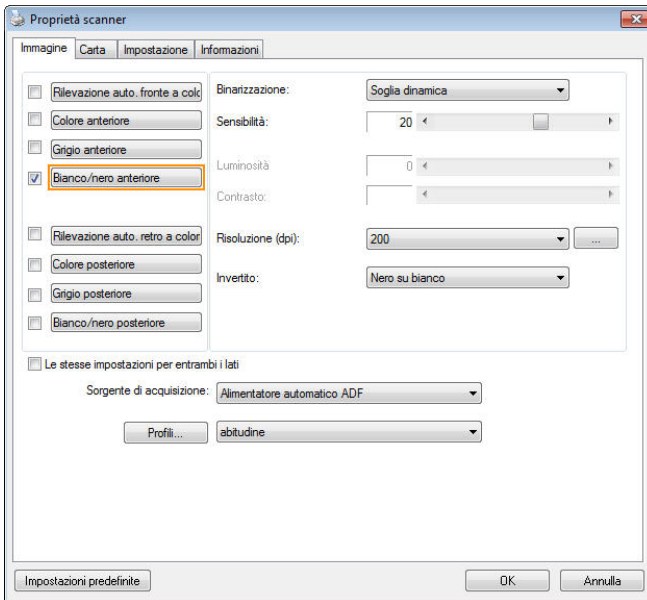 Proprietà scanner
Immagine Carta Impostazione Informazioni
Rilevazione auto. fronte a colo
Colore anteriore
Grigio anteriore
Bianco/nero anteriore
Rilevazione auto. retro a color
Colore posteriore
Grigio posteriore
Bianco/nero posteriore
Binarizzazione: Soglia dinamica
Sensibilità: 20
Luminosità 0
Contrasto:
Risoluzione (dpi): 200 ...
Invertito: Nero su bianco
Le stesse impostazioni per entrambi i lati
Sorgente di acquisizione: Alimentatore automatico ADF
Profili... abitudine
Impostazioni predefinite OK Annulla